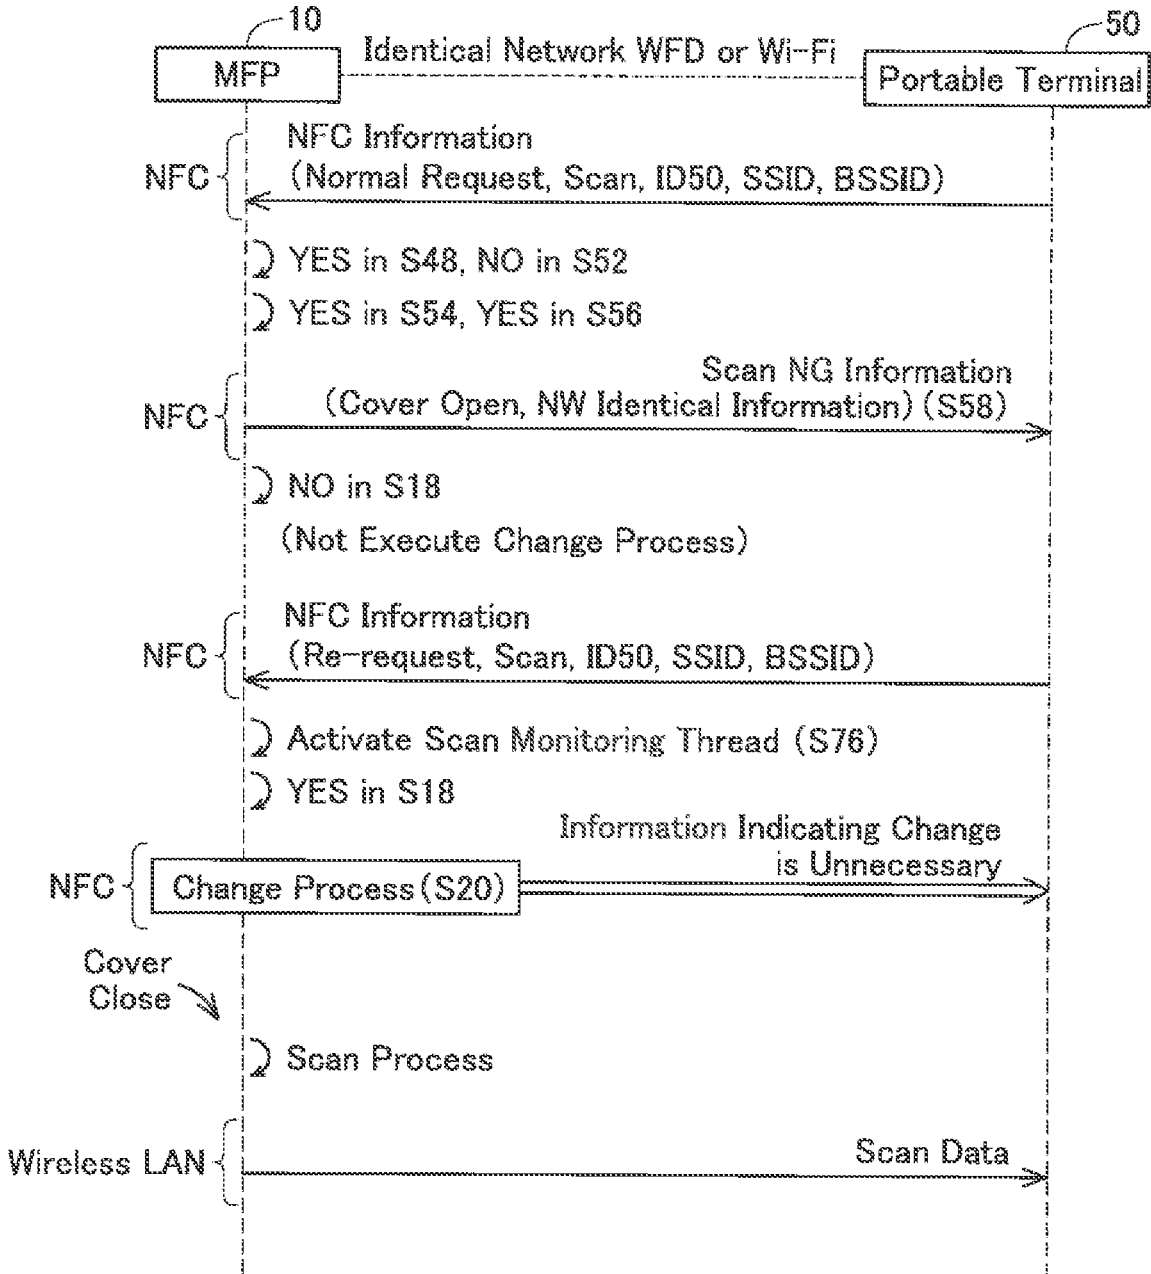 10
50
Identical Network WFD or Wi-Fi
MFP
Portable Terminal
NFC Information
NFC
(Normal Request, Scan, ID50, SSID, BSSID)
YES in S48, NO in S52
YES in S54, YES in S56
Scan NG Information
(Cover Open, NW Identical Information) (S58)
NFC
NO in S18
(Not Execute Change Process)
NFC Information
NFC
(Re-request, Scan, ID50, SSID, BSSID)
Activate Scan Monitoring Thread (S76)
YES in S18
Information Indicating Change
is Unnecessary
NFC
Change Process(S20)
Cover
Close
Scan Process
Wireless LAN
Scan Data